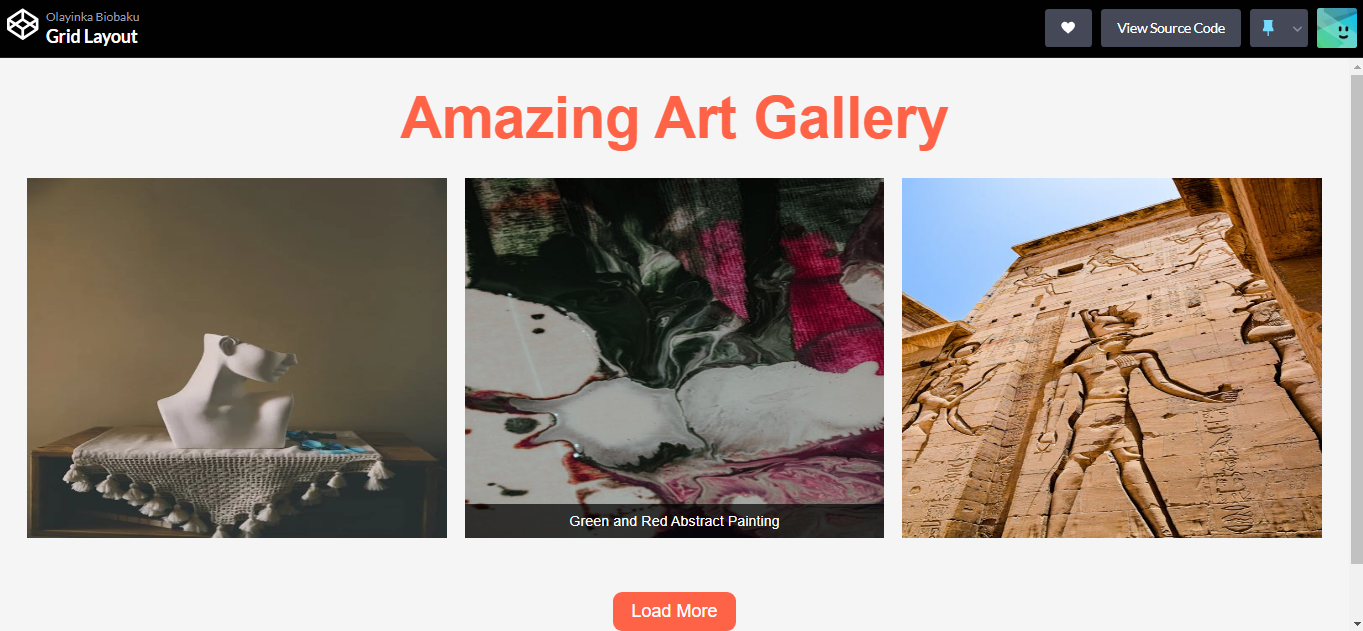 Olayinka Biobaku
Grid Layout
View Source Code
Amazing Art Gallery
Green and Red Abstract Painting
Load More